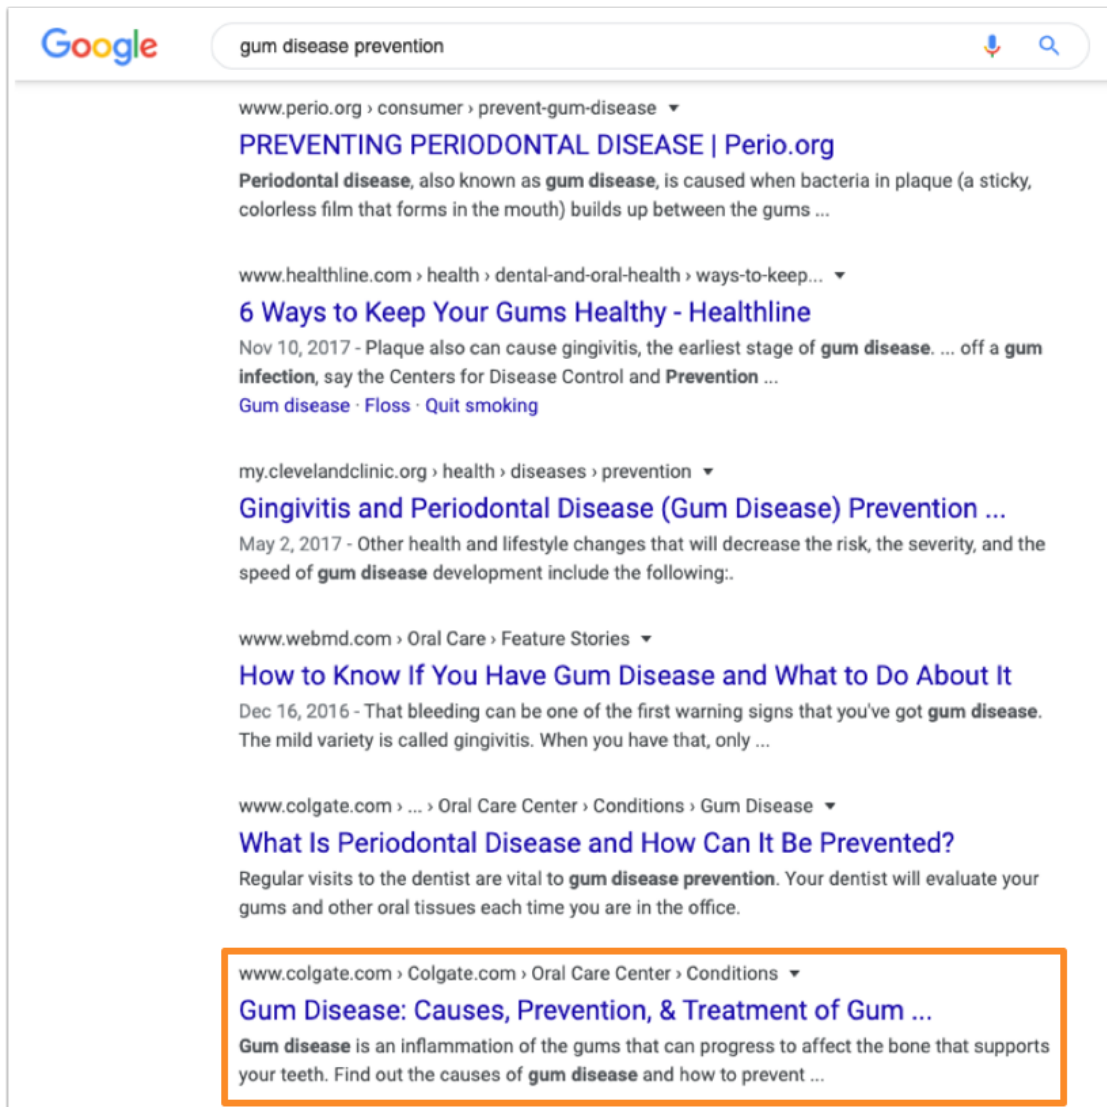 Google
gum disease prevention
www.perio.org › consumer › prevent-gum-disease
PREVENTING PERIODONTAL DISEASE | Perio.org
Periodontal disease, also known as gum disease, is caused when bacteria in plaque (a sticky,
colorless film that forms in the mouth) builds up between the gums ...
www.healthline.com › health › dental-and-oral-health › ways-to-keep...
6 Ways to Keep Your Gums Healthy - Healthline
Nov 10, 2017 - Plaque also can cause gingivitis, the earliest stage of gum disease. ... off a gum
infection, say the Centers for Disease Control and Prevention ...
Gum disease · Floss · Quit smoking
my.clevelandclinic.org › health › diseases › prevention
Gingivitis and Periodontal Disease (Gum Disease) Prevention ...
May 2, 2017 - Other health and lifestyle changes that will decrease the risk, the severity, and the
speed of gum disease development include the following:.
www.webmd.com › Oral Care › Feature Stories
How to Know If You Have Gum Disease and What to Do About It
Dec 16, 2016 - That bleeding can be one of the first warning signs that you've got gum disease.
The mild variety is called gingivitis. When you have that, only ...
www.colgate.com › ... › Oral Care Center › Conditions › Gum Disease
What Is Periodontal Disease and How Can It Be Prevented?
Regular visits to the dentist are vital to gum disease prevention. Your dentist will evaluate your
gums and other oral tissues each time you are in the office.
www.colgate.com › Colgate.com › Oral Care Center › Conditions
Gum Disease: Causes, Prevention, & Treatment of Gum ...
Gum disease is an inflammation of the gums that can progress to affect the bone that supports
your teeth. Find out the causes of gum disease and how to prevent ...